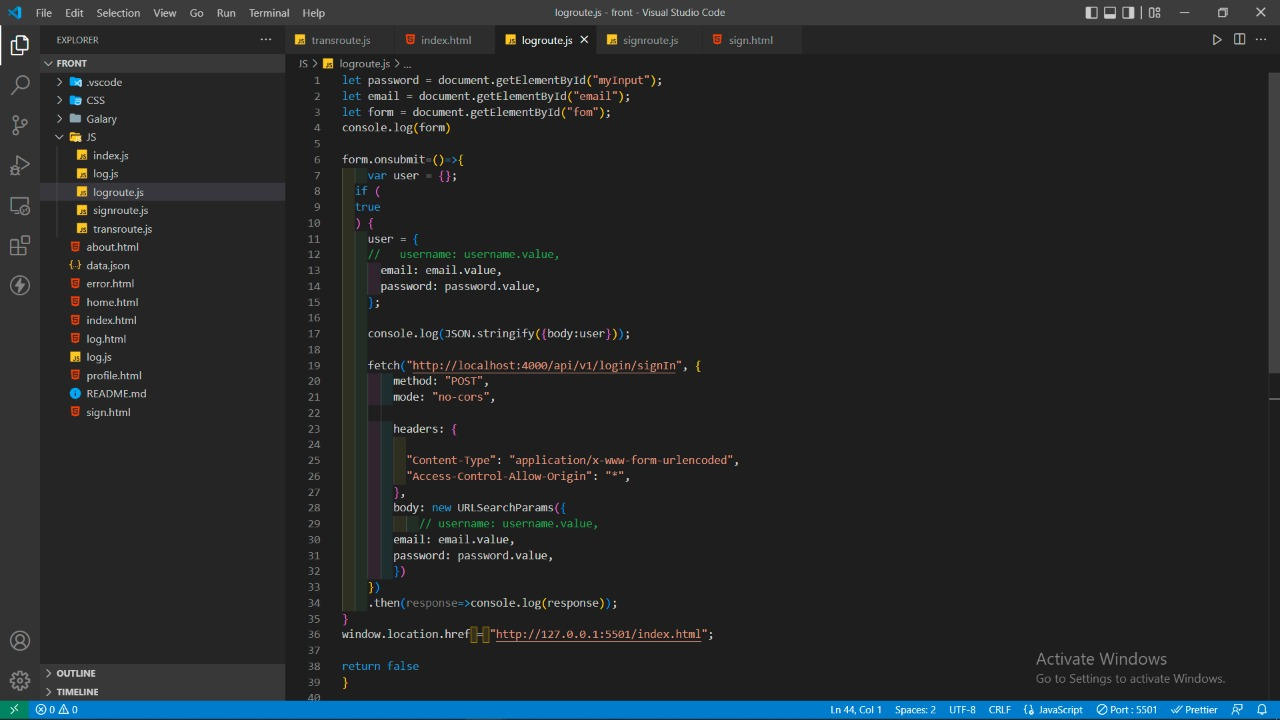 File Edit Selection View Go Run Terminal Help
logroute.js - front - Visual Studio Code
EXPLORER
transroute.js index.html logroute.js signroute.js sign.html
FRONT
.vscode
CSS
Galary
JS
index.js
log.js
logroute.js
signroute.js
transroute.js
about.html
data.json
error.html
home.html
index.html
log.html
log.js
profile.html
README.md
sign.html
OUTLINE
TIMELINE
JS > logroute.js > ...
1 let password = document.getElementById("myInput");
2 let email = document.getElementById("email");
3 let form = document.getElementById("fom");
4 console.log(form)
5
6 form.onsubmit=()=>{
7 var user = {};
8 if (
9 true
10 ) {
11 user = {
12 // username: username.value,
13 email: email.value,
14 password: password.value,
15 };
16
17 console.log(JSON.stringify({body:user}));
18
19 fetch("http://localhost:4000/api/v1/login/signIn", {
20 method: "POST",
21 mode: "no-cors",
22
23 headers: {
24
25 "Content-Type": "application/x-www-form-urlencoded",
26 "Access-Control-Allow-Origin": "*",
27 },
28 body: new URLSearchParams({
29 // username: username.value,
30 email: email.value,
31 password: password.value,
32 })
33 })
34 .then(response=>console.log(response));
35 }
36 window.location.href = "http://127.0.0.1:5501/index.html";
37
38 return false
39 }
40
Activate Windows
Go to Settings to activate Windows.
0 0
Ln 44, Col 1 Spaces: 2 UTF-8 CRLF JavaScript Port : 5501 Prettier